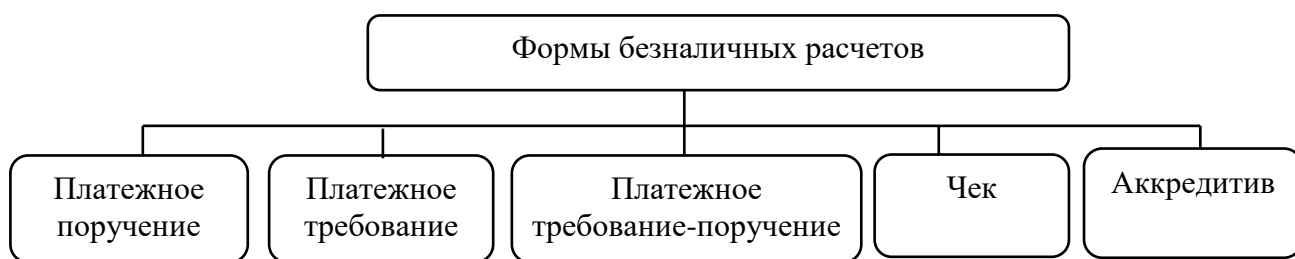 Формы безналичных расчетов
Платежное
поручение
Платежное
требование
Платежное
требование-поручение
Чек
Аккредитив